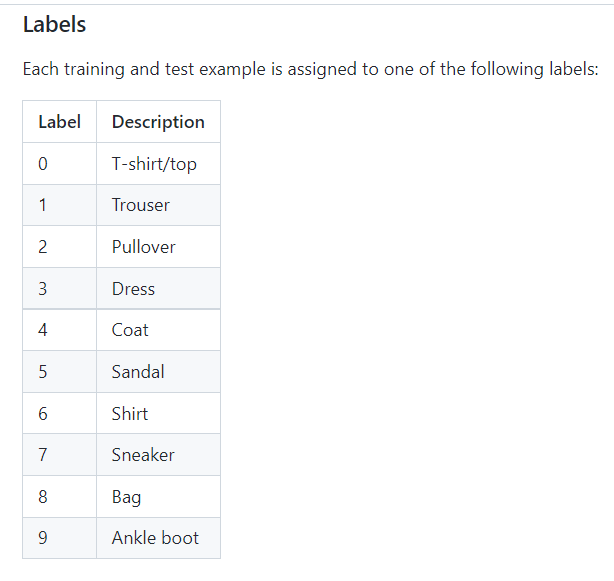 Labels
Each training and test example is assigned to one of the following labels:
Label Description
0 T-shirt/top
1 Trouser
2 Pullover
3 Dress
4 Coat
5 Sandal
6 Shirt
7 Sneaker
8 Bag
9 Ankle boot